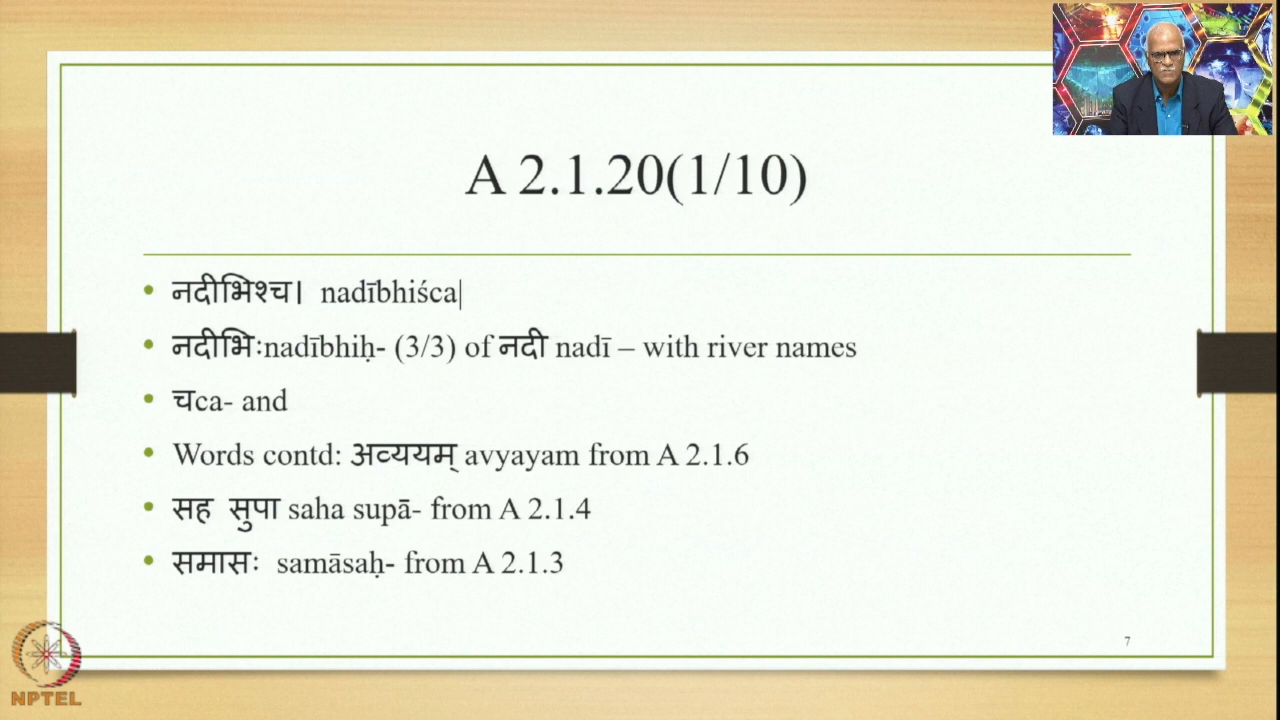 A 2.1.20(1/10)
• नदीभिश्च। nadībhiśca|
• नदीभिःnadībhiḥ- (3/3) of नदी nadī – with river names
• चca- and
• Words contd: अव्ययम् avyayam from A 2.1.6
• सह सुपा saha supā- from A 2.1.4
• समासः samāsaḥ- from A 2.1.3
7
NPTEL